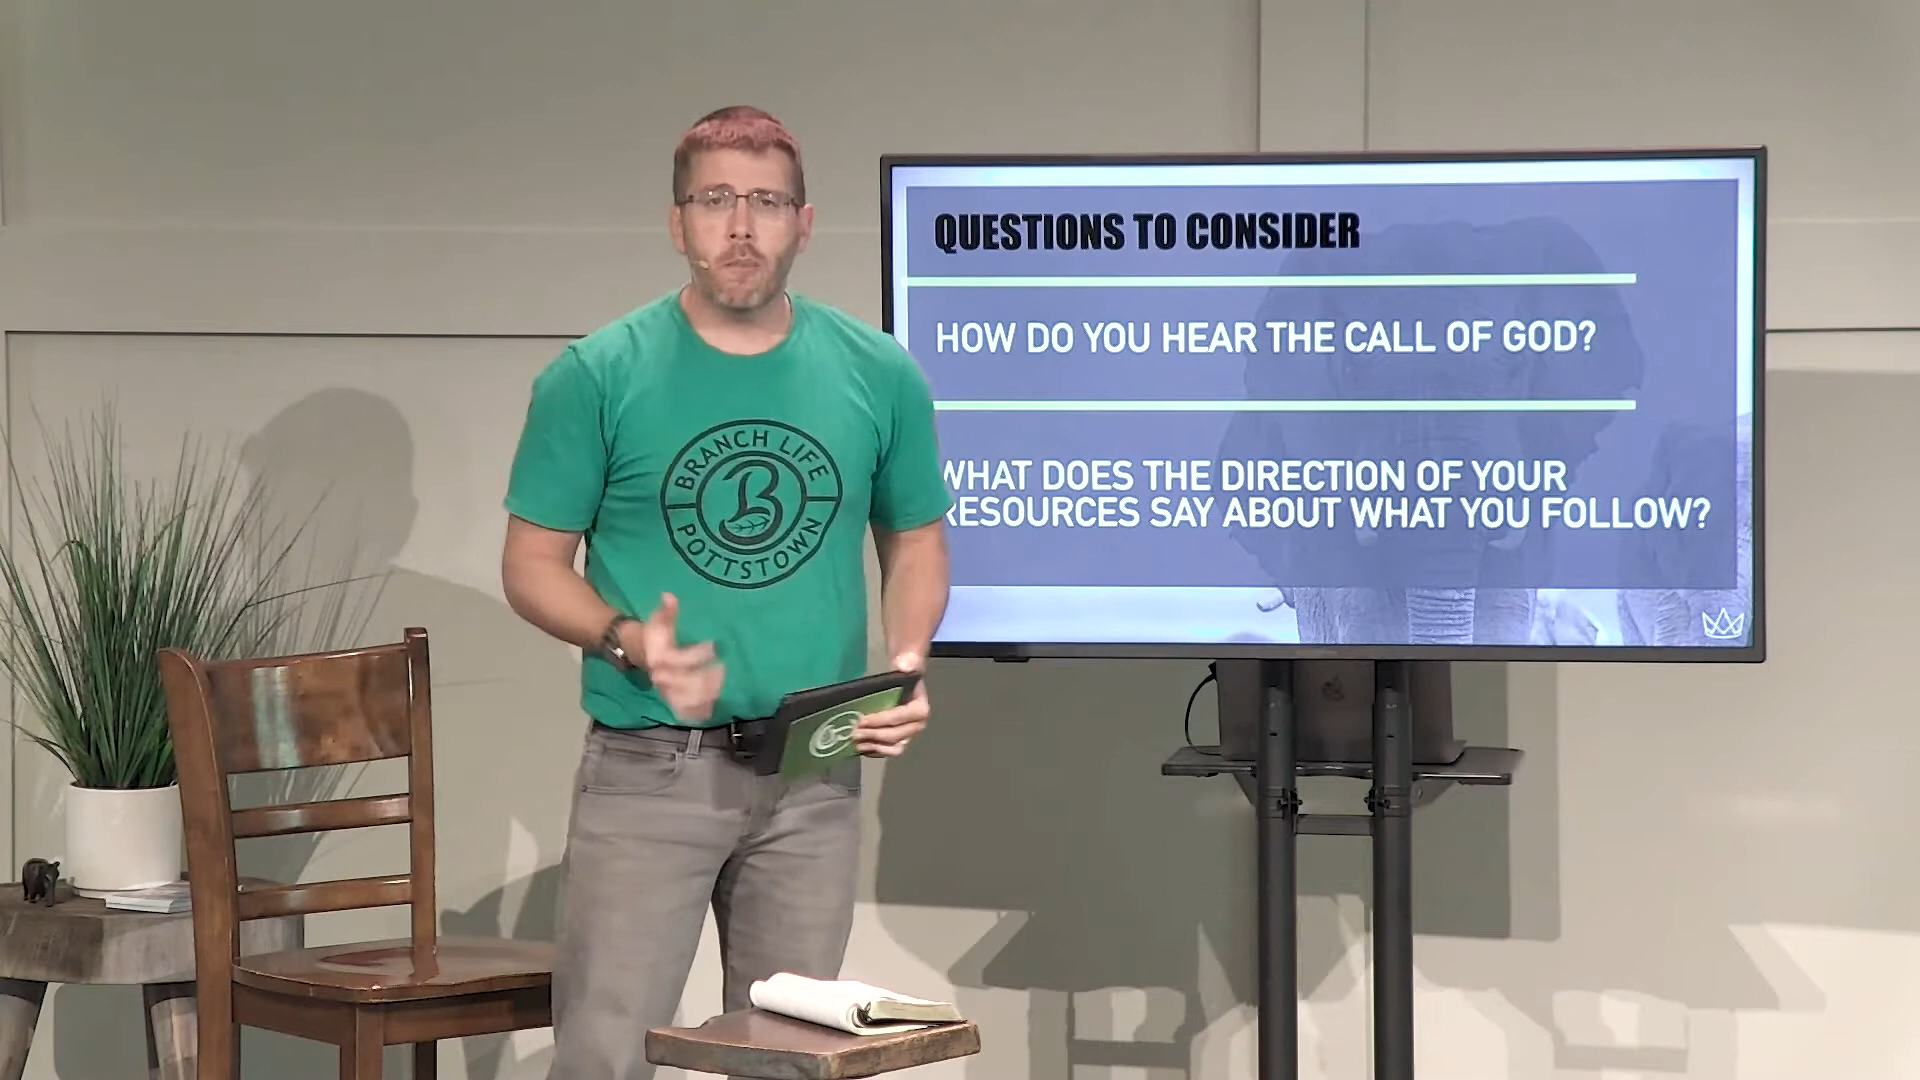 QUESTIONS TO CONSIDER
HOW DO YOU HEAR THE CALL OF GOD?
WHAT DOES THE DIRECTION OF YOUR
RESOURCES SAY ABOUT WHAT YOU FOLLOW?
BRANCH LIFE
B
POTTSTOWN